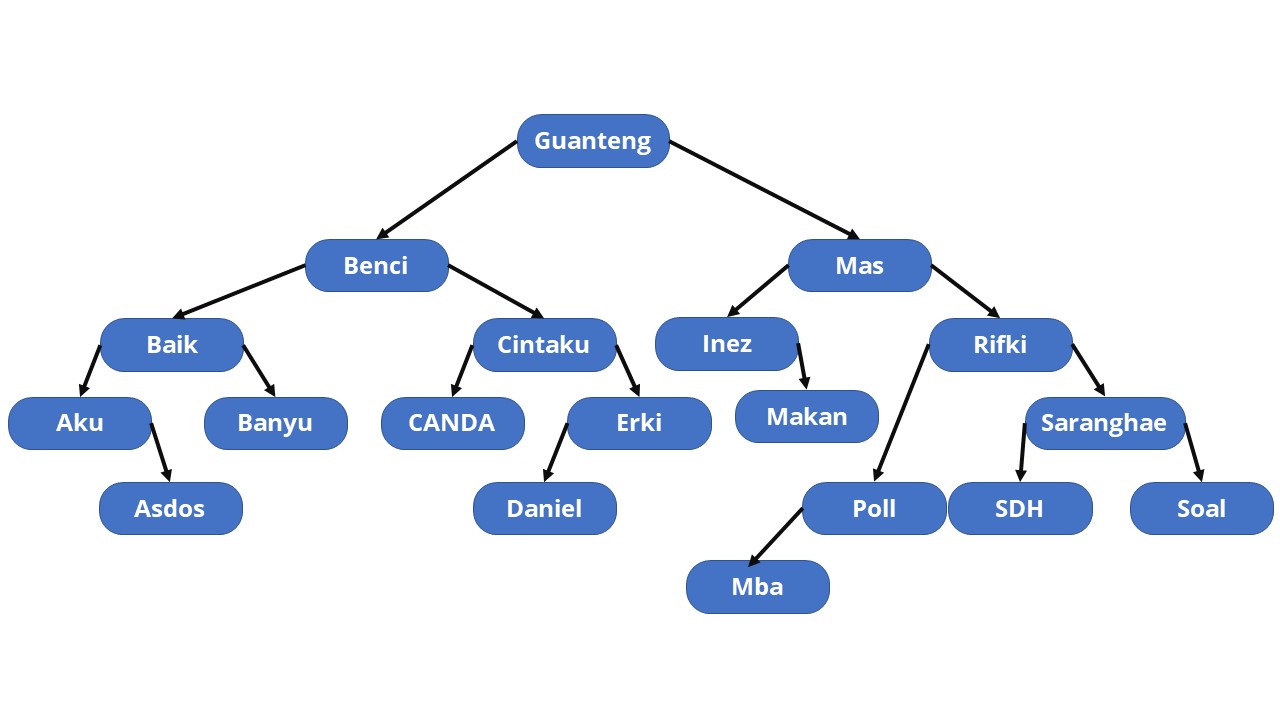 Guanteng
Benci
Mas
Baik
Cintaku
Inez
Rifki
Aku
Banyu
CANDA
Erki
Makan
Saranghae
Asdos
Daniel
Poll
SDH
Soal
Mba